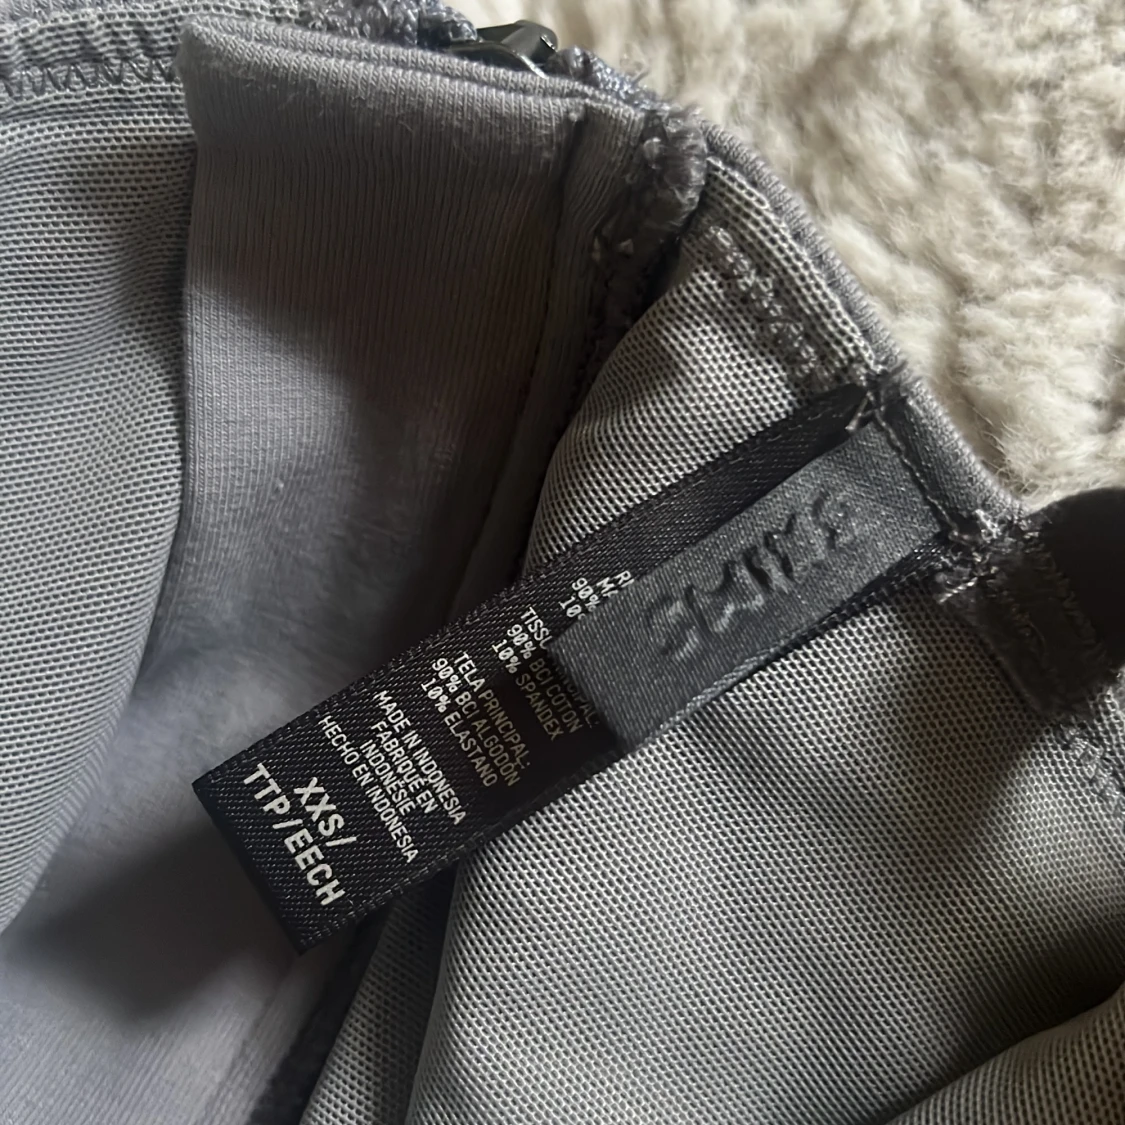 SKIMS
90%
TISSU
90% BCI COTON
10% SPANDEX
TELA PRINCIPAL:
90% BCI ALGODÓN
10% ELASTANO
MADE IN INDONESIA
FABRIQUÉ EN
INDONÉSIE
HECHO EN INDONESIA
XXS/
TTP/EECH